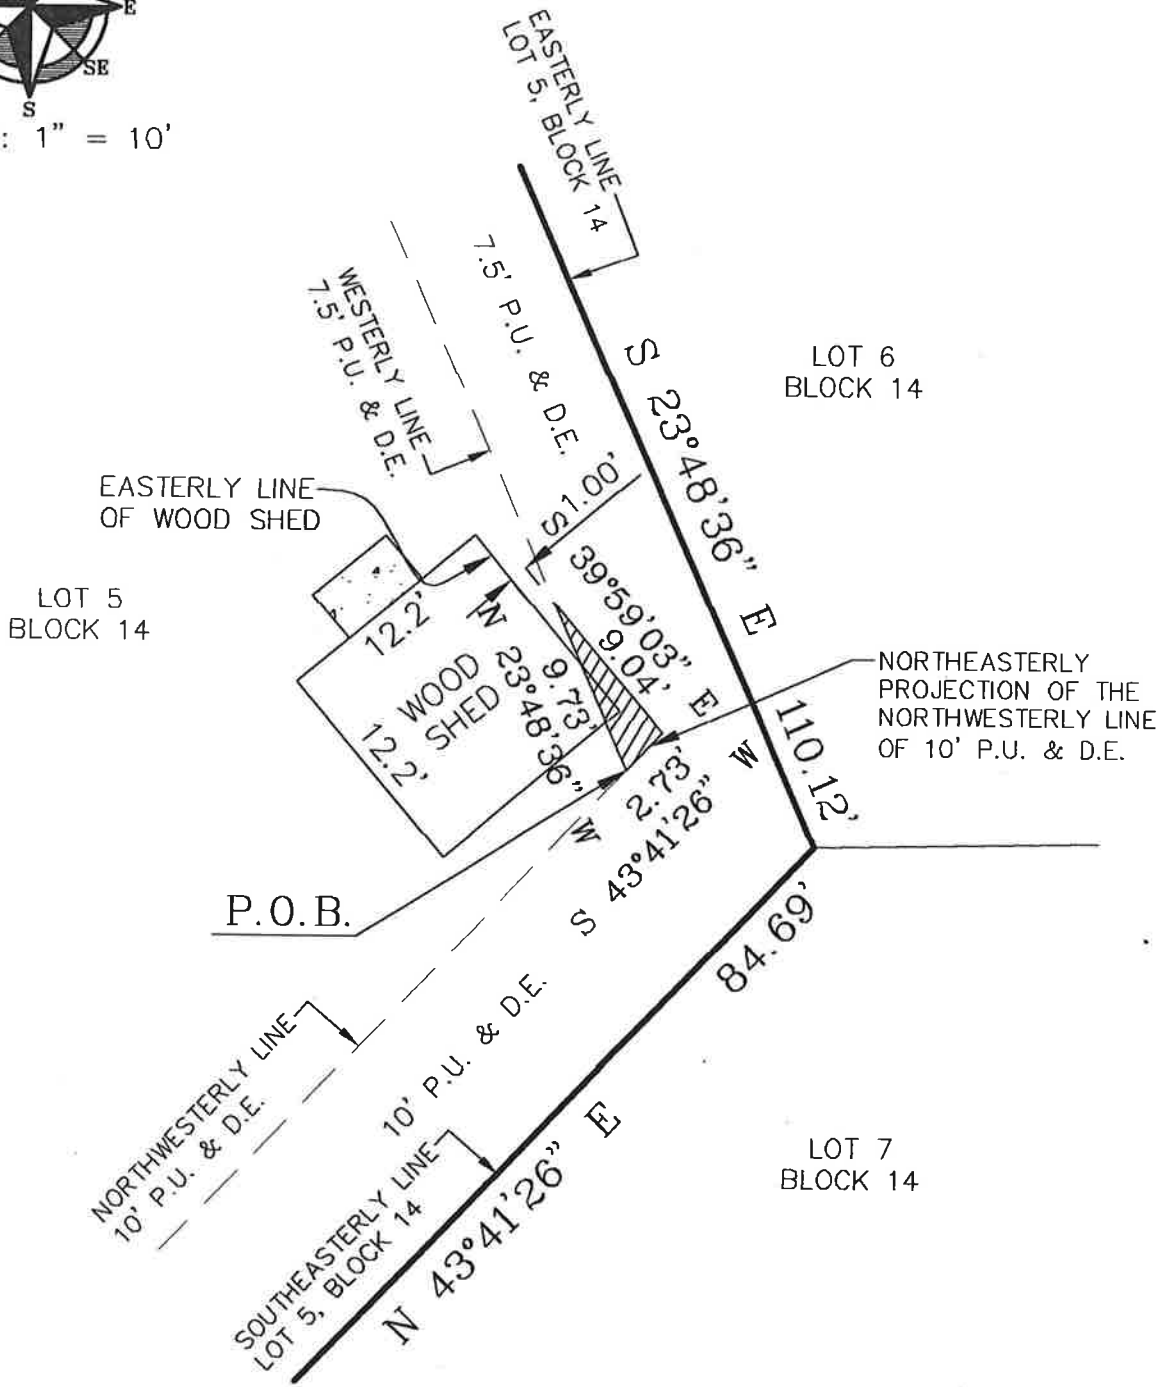 E
SE
S
: 1" = 10'
EASTERLY LINE
LOT 5, BLOCK 14
7.5' P.U. & D.E.
WESTERLY LINE
7.5' P.U. & D.E.
S 23°48'36" E
110.12'
LOT 6
BLOCK 14
EASTERLY LINE
OF WOOD SHED
1.00'
S 39°59'03" E
9.04'
LOT 5
BLOCK 14
12.2'
WOOD
SHED
12.2'
9.73'
N 23°48'36" W
NORTHEASTERLY
PROJECTION OF THE
NORTHWESTERLY LINE
OF 10' P.U. & D.E.
2.73'
S 43°41'26" W
P.O.B.
84.69'
NORTHWESTERLY LINE
10' P.U. & D.E.
10' P.U. & D.E.
SOUTHEASTERLY LINE
LOT 5, BLOCK 14
N 43°41'26" E
LOT 7
BLOCK 14